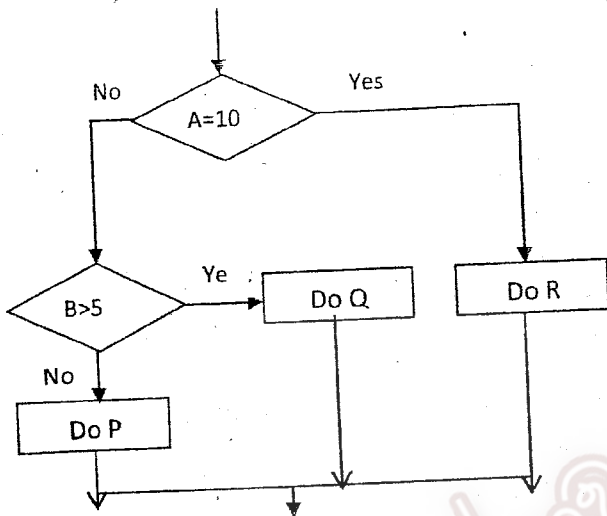 No
Yes
A=10
B>5
Ye
Do Q
Do R
No
Do P